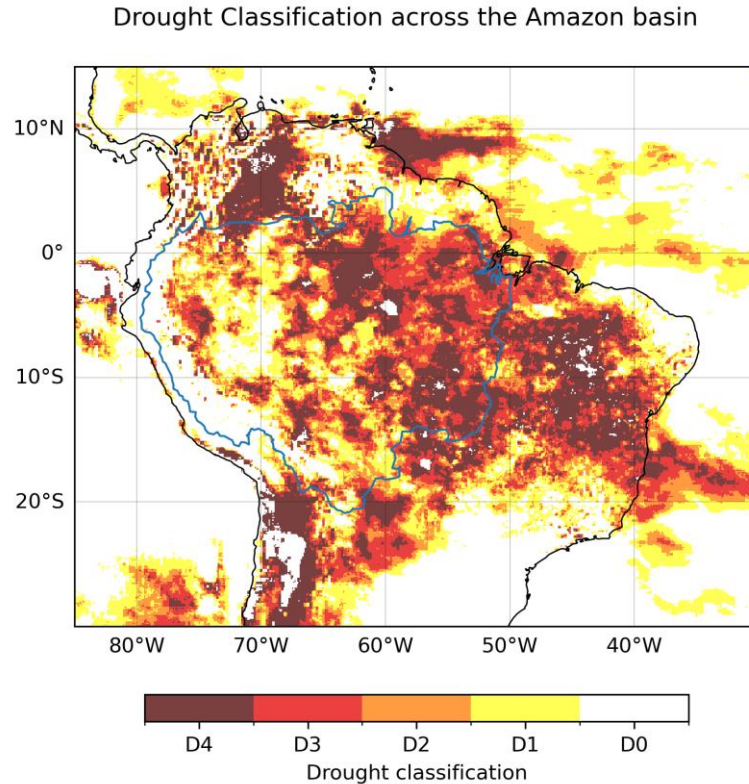 Drought Classification across the Amazon basin
10°N
0°
10°S
20°S
80°W 70°W 60°W 50°W 40°W
D4 D3 D2 D1 D0
Drought classification